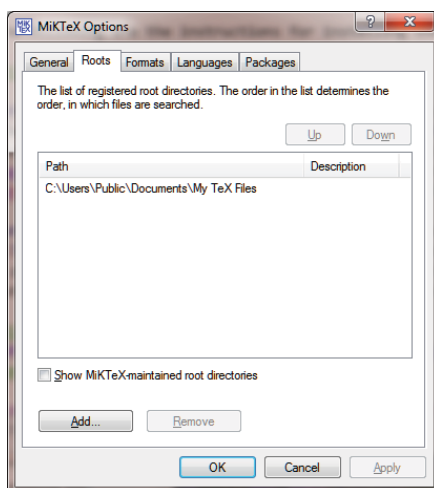 MiKTeX Options
General Roots Formats Languages Packages
The list of registered root directories. The order in the list determines the
order, in which files are searched.
Up Down
Path Description
C:\Users\Public\Documents\My TeX Files
Show MiKTeX-maintained root directories
Add... Remove
OK Cancel Apply